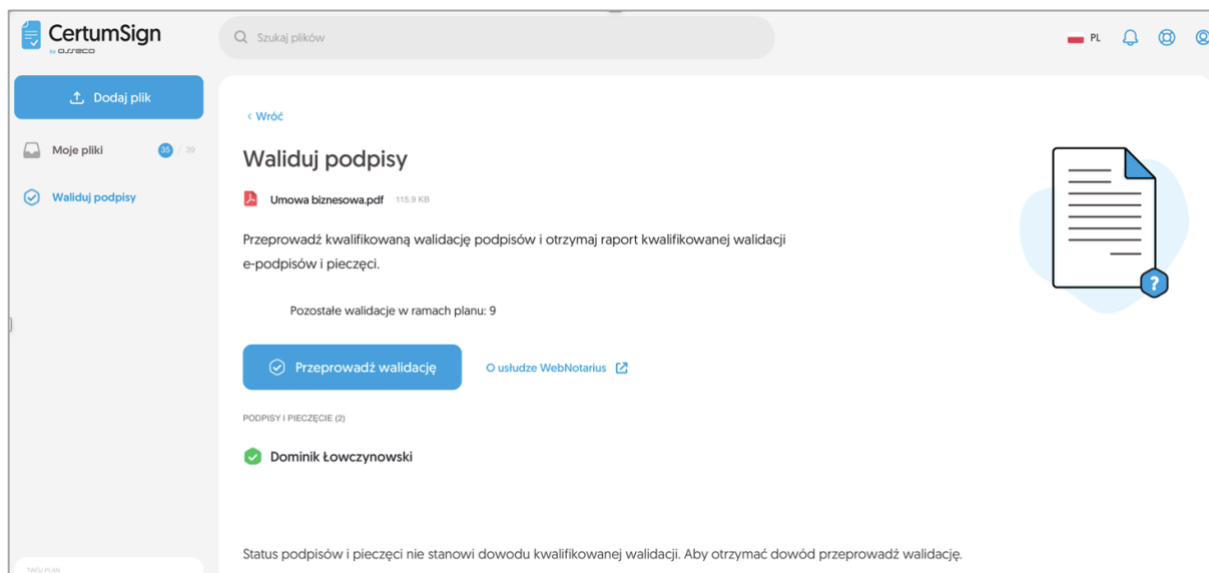 CertumSign
by asseco
Szukaj plików
PL
Dodaj plik
Moje pliki
35 / 39
Waliduj podpisy
< Wróć
Waliduj podpisy
Umowa biznesowa.pdf 115.9 KB
Przeprowadź kwalifikowaną walidację podpisów i otrzymaj raport kwalifikowanej walidacji
e-podpisów i pieczęci.
Pozostałe walidacje w ramach planu: 9
Przeprowadź walidację
O usłudze WebNotarius
PODPISY I PIECZĘCIE (2)
Dominik Łowczynowski
Status podpisów i pieczęci nie stanowi dowodu kwalifikowanej walidacji. Aby otrzymać dowód przeprowadź walidację.
TWÓJ PLAN
?